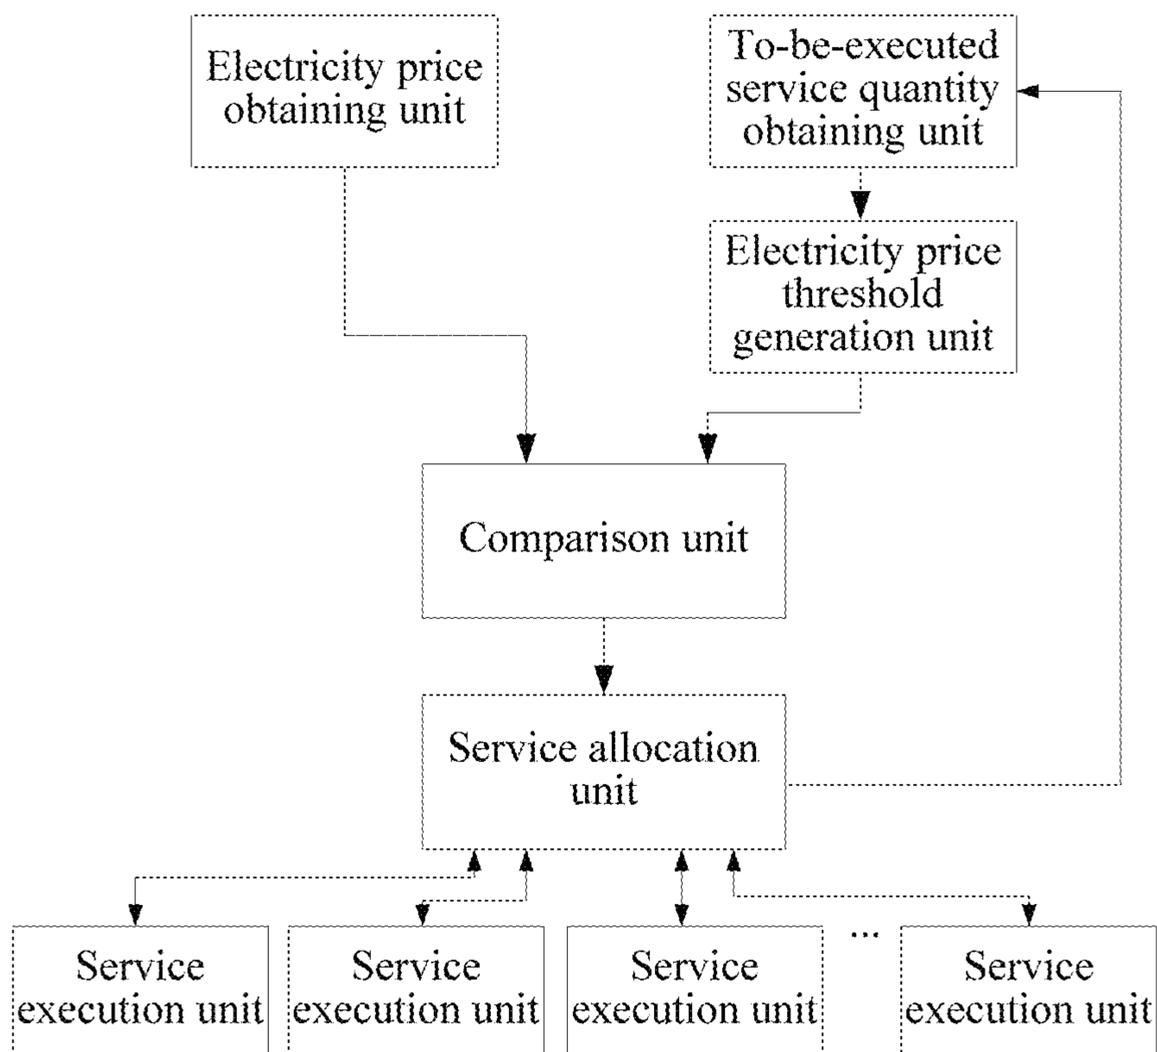 Electricity price
obtaining unit
To-be-executed
service quantity
obtaining unit
Electricity price
threshold
generation unit
Comparison unit
Service allocation
unit
Service
execution unit
Service
execution unit
Service
execution unit
...
Service
execution unit